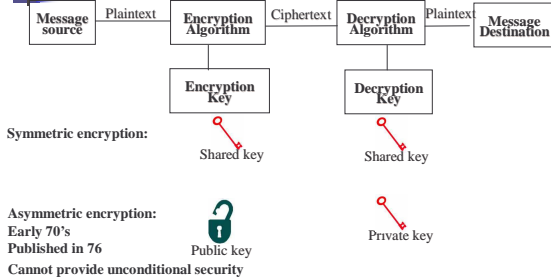 Message source
Plaintext
Encryption Algorithm
Ciphertext
Decryption Algorithm
Plaintext
Message Destination
Encryption Key
Decryption Key
Symmetric encryption:
Shared key
Shared key
Asymmetric encryption:
Early 70's
Published in 76
Public key
Private key
Cannot provide unconditional security